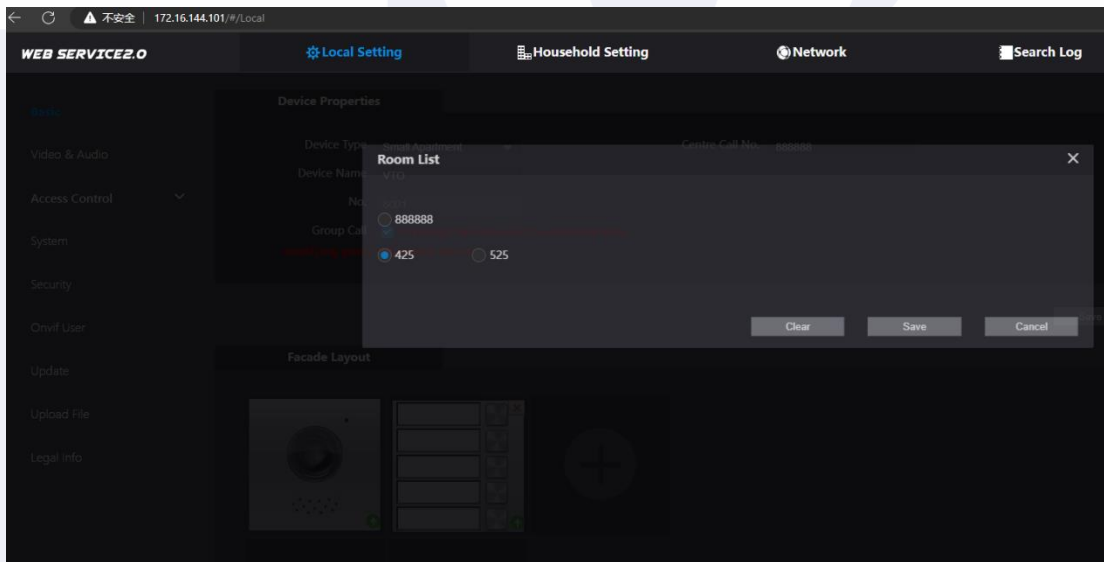 不安全 | 172.16.144.101/#/Local
WEB SERVICE2.0
Local Setting
Household Setting
Network
Search Log
Basic
Device Properties
Video & Audio
Device Type
Small Apartment
Centre Call No.
888888
Room List
Device Name
VTO
Access Control
No.
888888
Group Call
System
425
525
Security
Clear
Save
Cancel
Onvif User
Facade Layout
Update
Upload File
Legal Info